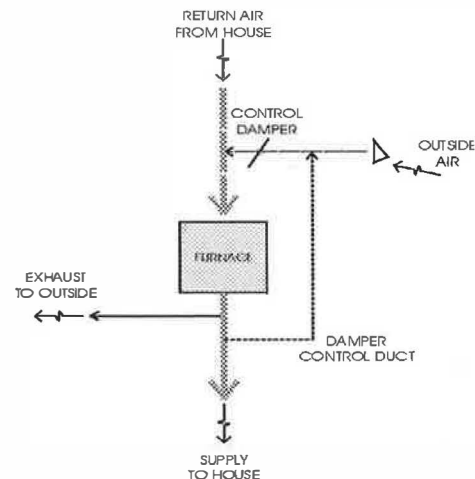 RETURN AIR
FROM HOUSE
CONTROL
DAMPER
OUTSIDE
AIR
FURNACE
EXHAUST
TO OUTSIDE
DAMPER
CONTROL DUCT
SUPPLY
TO HOUSE